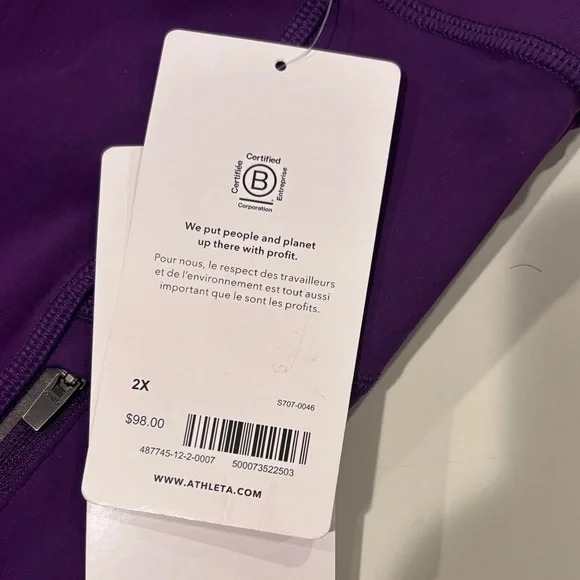 Certified
Certifiée
B
Entreprise
Corporation
We put people and planet
up there with profit.
Pour nous, le respect des travailleurs
et de l'environnement est tout aussi
important que le sont les profits.
2X
S707-0046
$98.00
487745-12-2-0007 500073522503
WWW.ATHLETA.COM